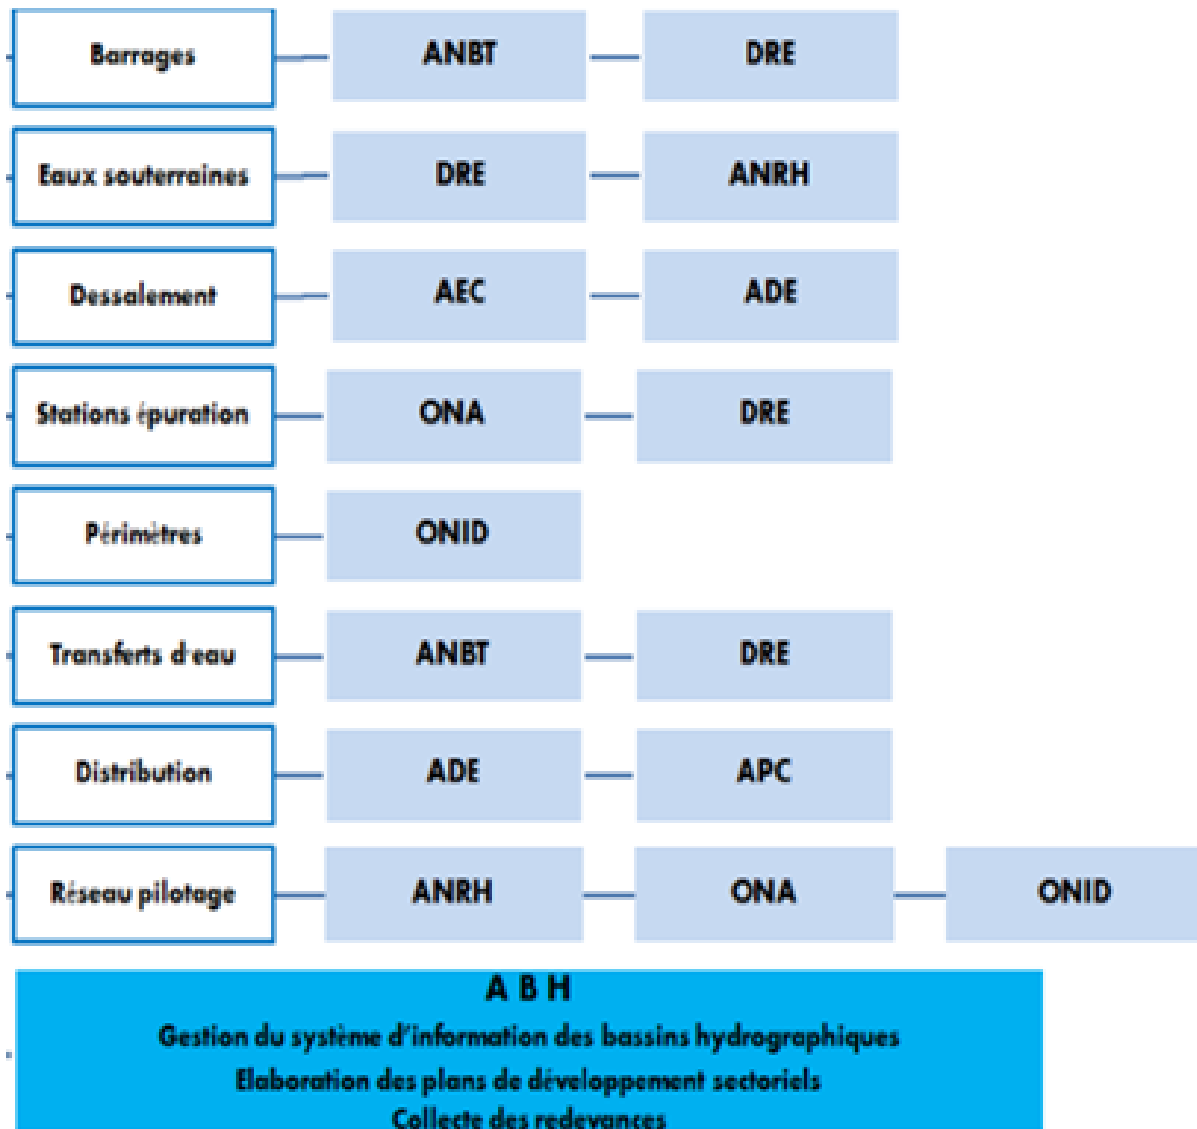 Barrages ANBT DRE
Eaux souterraines DRE ANRH
Dessalement AEC ADE
Stations épuration ONA DRE
Périmètres ONID
Transferts d'eau ANBT DRE
Distribution ADE APC
Réseau pilotage ANRH ONA ONID
A B H
Gestion du système d'information des bassins hydrographiques
Elaboration des plans de développement sectoriels
Collecte des redevances